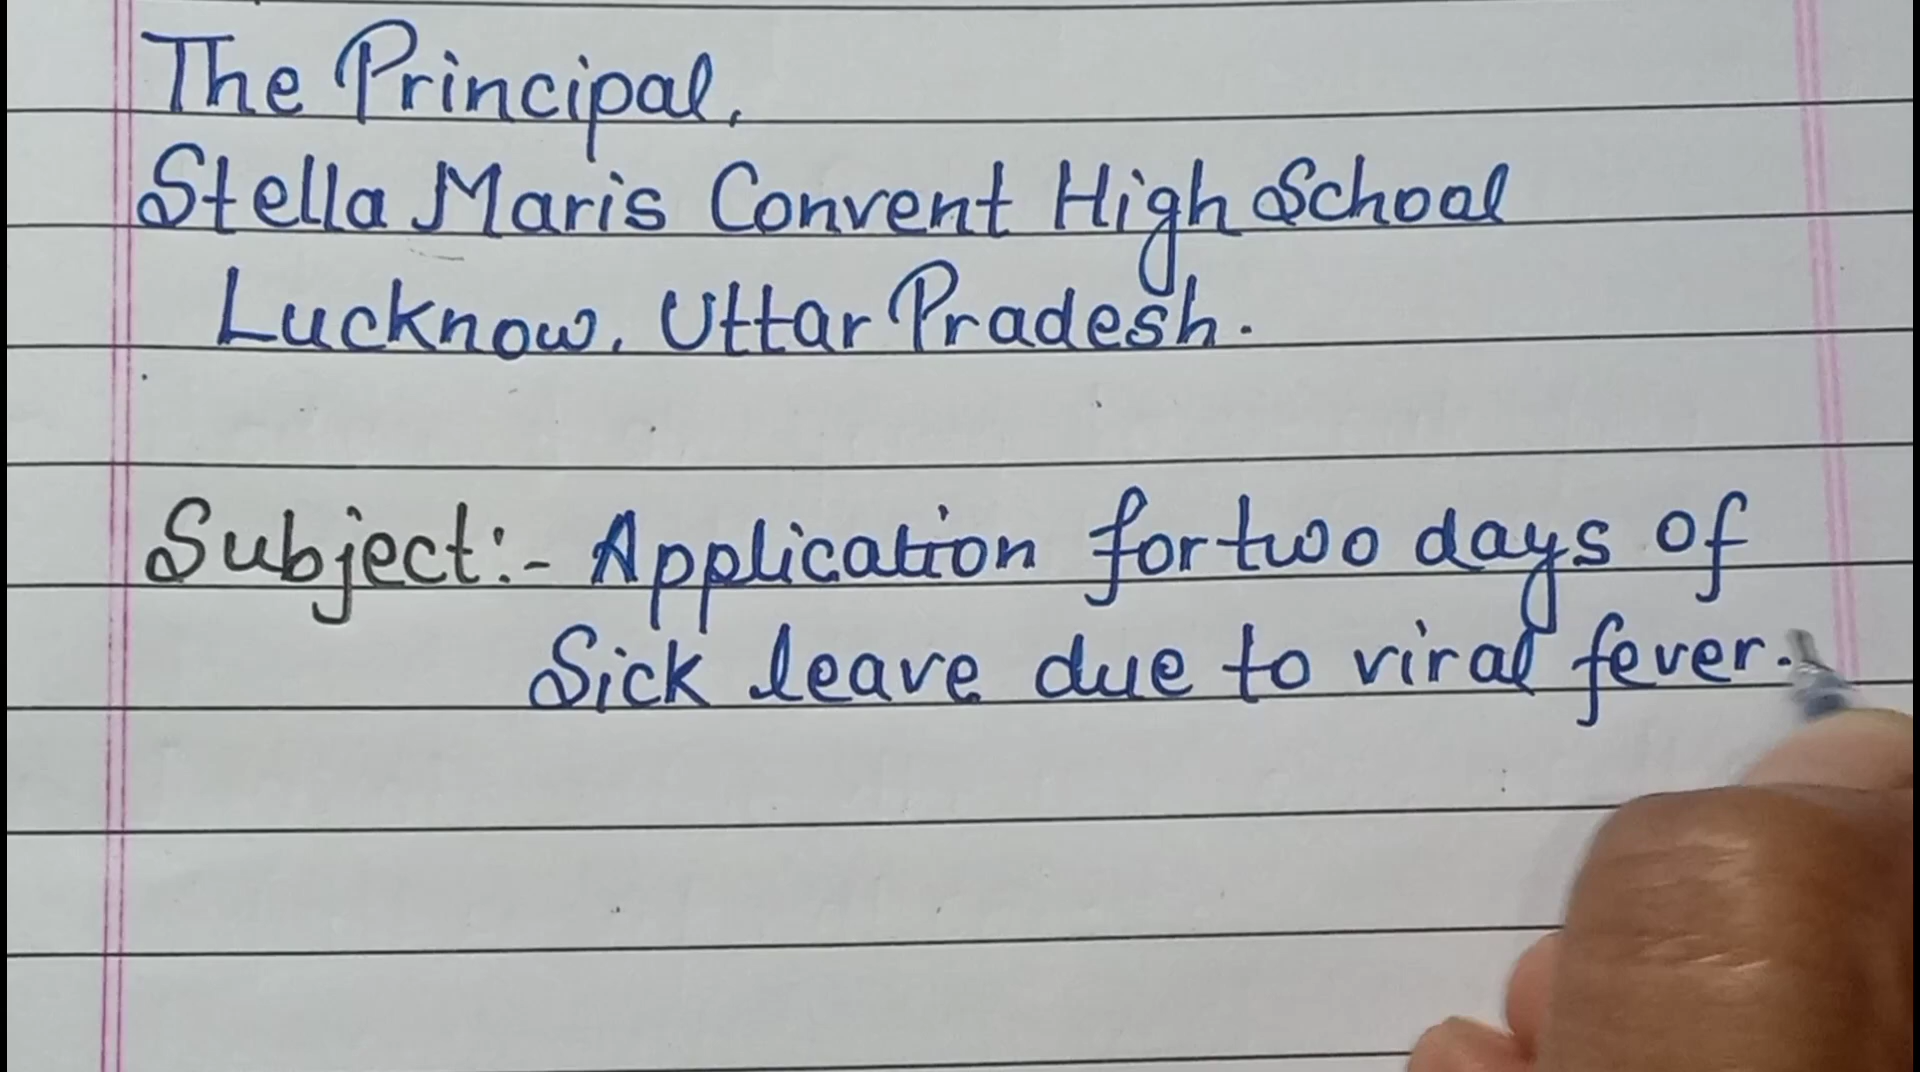 The Principal,
Stella Maris Convent High School
Lucknow, Uttar Pradesh.
Subject:- Application for two days of
Sick leave due to viral fever.